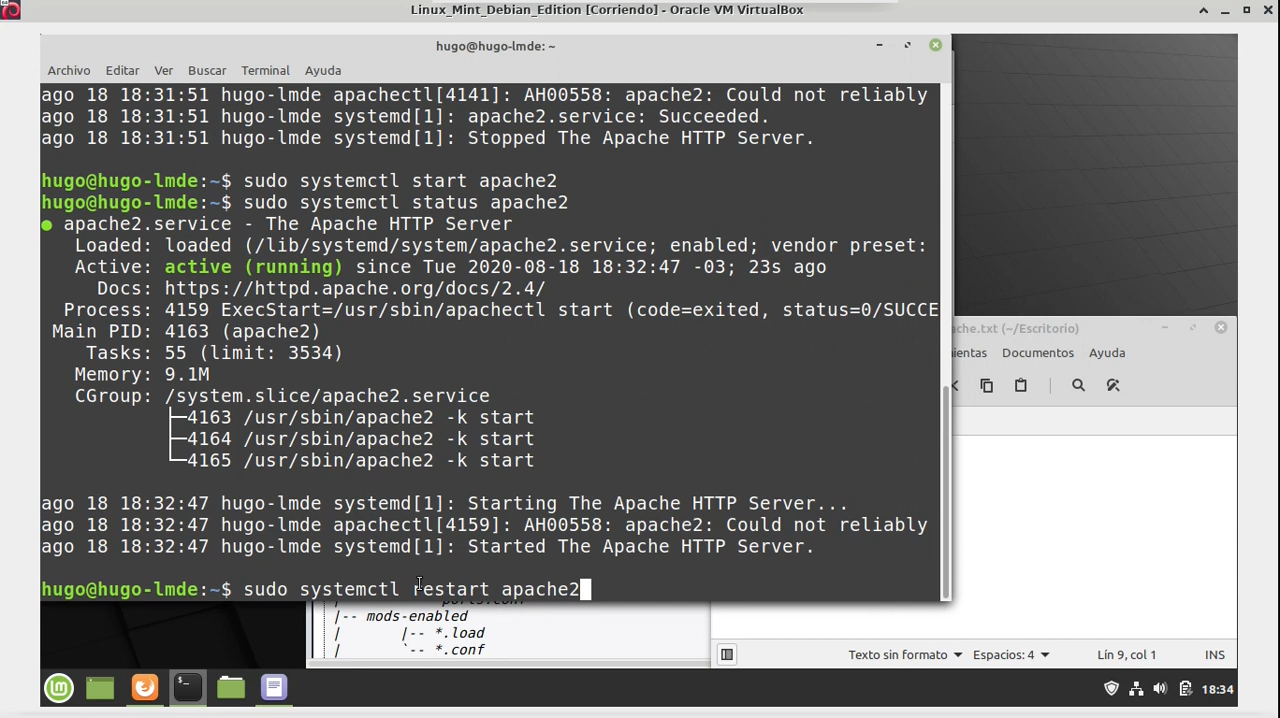 Linux_Mint_Debian_Edition [Corriendo] - Oracle VM VirtualBox
hugo@hugo-lmde: ~
Archivo Editar Ver Buscar Terminal Ayuda
ago 18 18:31:51 hugo-lmde apachectl[4141]: AH00558: apache2: Could not reliably
ago 18 18:31:51 hugo-lmde systemd[1]: apache2.service: Succeeded.
ago 18 18:31:51 hugo-lmde systemd[1]: Stopped The Apache HTTP Server.
hugo@hugo-lmde:~$ sudo systemctl start apache2
hugo@hugo-lmde:~$ sudo systemctl status apache2
● apache2.service - The Apache HTTP Server
Loaded: loaded (/lib/systemd/system/apache2.service; enabled; vendor preset:
Active: active (running) since Tue 2020-08-18 18:32:47 -03; 23s ago
Docs: https://httpd.apache.org/docs/2.4/
Process: 4159 ExecStart=/usr/sbin/apachectl start (code=exited, status=0/SUCCE
Main PID: 4163 (apache2)
Tasks: 55 (limit: 3534)
Memory: 9.1M
CGroup: /system.slice/apache2.service
├─4163 /usr/sbin/apache2 -k start
├─4164 /usr/sbin/apache2 -k start
└─4165 /usr/sbin/apache2 -k start
ago 18 18:32:47 hugo-lmde systemd[1]: Starting The Apache HTTP Server...
ago 18 18:32:47 hugo-lmde apachectl[4159]: AH00558: apache2: Could not reliably
ago 18 18:32:47 hugo-lmde systemd[1]: Started The Apache HTTP Server.
hugo@hugo-lmde:~$ sudo systemctl restart apache2
ache.txt (~/Escritorio)
ientas Documentos Ayuda
|-- mods-enabled
| |-- *.load
| `-- *.conf
Texto sin formato Espacios: 4 Lín 9, col 1 INS
18:34